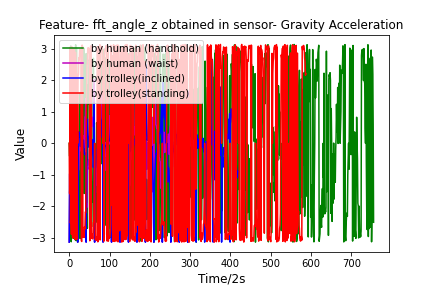 Feature- fft_angle_z obtained in sensor- Gravity Acceleration
by human (handhold)
by human (waist)
by trolley(inclined)
by trolley(standing)
3
2
1
0
−1
−2
−3
Value
0 100 200 300 400 500 600 700
Time/2s